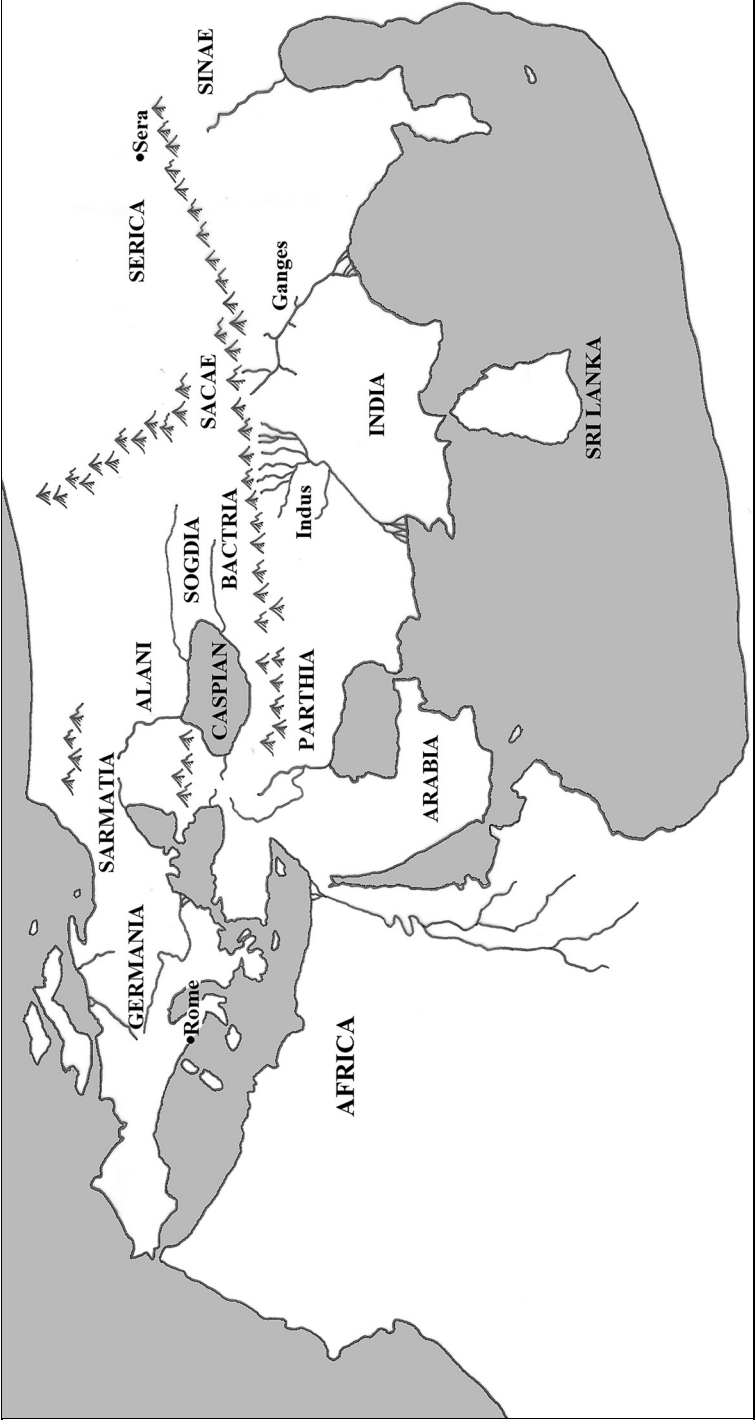 SARMATIA
ALANI
SERICA
•Sera
GERMANIA
SOGDIA
SACAE
SINAE
•Rome
CASPIAN
BACTRIA
Ganges
PARTHIA
Indus
AFRICA
ARABIA
INDIA
SRI LANKA